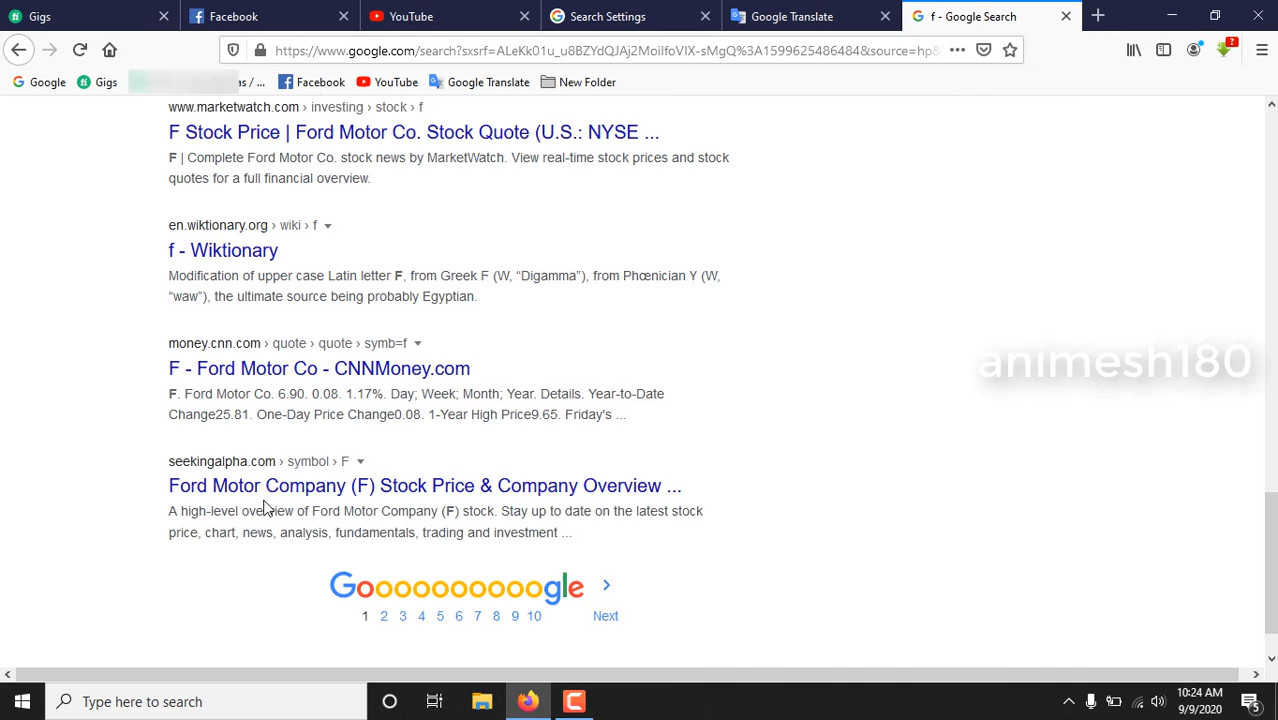 Gigs
Facebook
YouTube
Search Settings
Google Translate
f - Google Search
https://www.google.com/search?sxsrf=ALeKk01u_u8BZYdQJAj2MoiIfoVIX-sMgQ%3A1599625486484&source=hp&
Google
Gigs
as / ...
Facebook
YouTube
Google Translate
New Folder
www.marketwatch.com › investing › stock › f
F Stock Price | Ford Motor Co. Stock Quote (U.S.: NYSE ...
F | Complete Ford Motor Co. stock news by MarketWatch. View real-time stock prices and stock
quotes for a full financial overview.
en.wiktionary.org › wiki › f
f - Wiktionary
Modification of upper case Latin letter F, from Greek F (W, “Digamma”), from Phœnician Y (W,
“waw”), the ultimate source being probably Egyptian.
money.cnn.com › quote › quote › symb=f
F - Ford Motor Co - CNNMoney.com
F. Ford Motor Co. 6.90. 0.08. 1.17%. Day; Week; Month; Year. Details. Year-to-Date
Change25.81. One-Day Price Change0.08. 1-Year High Price9.65. Friday's ...
animesh180
seekingalpha.com › symbol › F
Ford Motor Company (F) Stock Price & Company Overview ...
A high-level overview of Ford Motor Company (F) stock. Stay up to date on the latest stock
price, chart, news, analysis, fundamentals, trading and investment ...
Goooooooooogle
1 2 3 4 5 6 7 8 9 10 Next
Type here to search
10:24 AM
9/9/2020
5